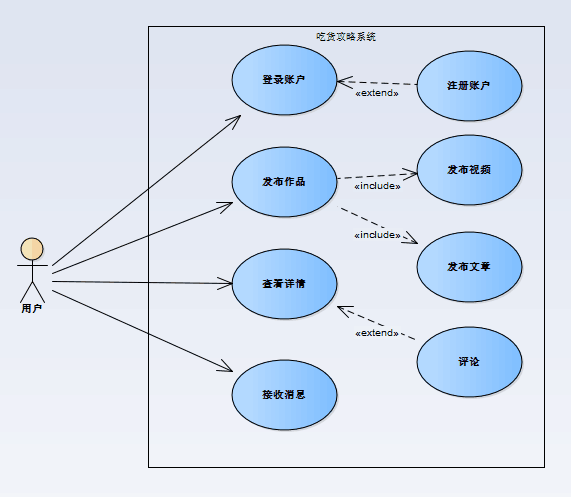 吃货攻略系统
登录账户
注册账户
«extend»
发布作品
发布视频
«include»
«include»
发布文章
查看详情
用户
«extend»
评论
接收消息